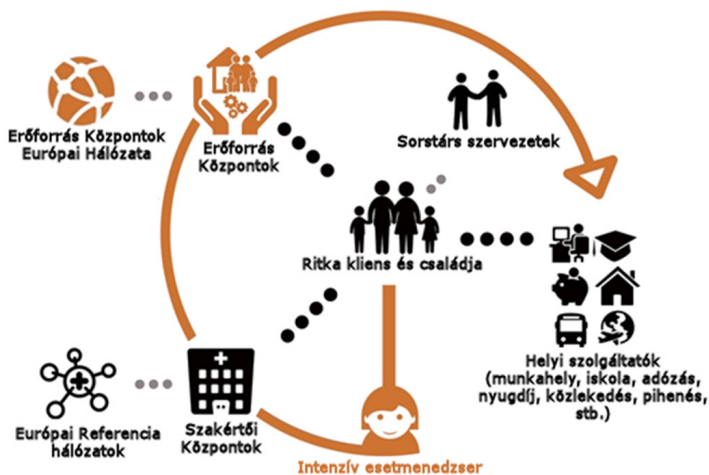 Erőforrás Központok
Európai Hálózata
Erőforrás
Központok
Sorstárs szervezetek
Ritka kliens és családja
Helyi szolgáltatók
(munkahely, iskola, adózás,
nyugdíj, közlekedés, pihenés,
stb.)
Európai Referencia
hálózatok
Szakértői
Központok
Intenzív esetmenedzser